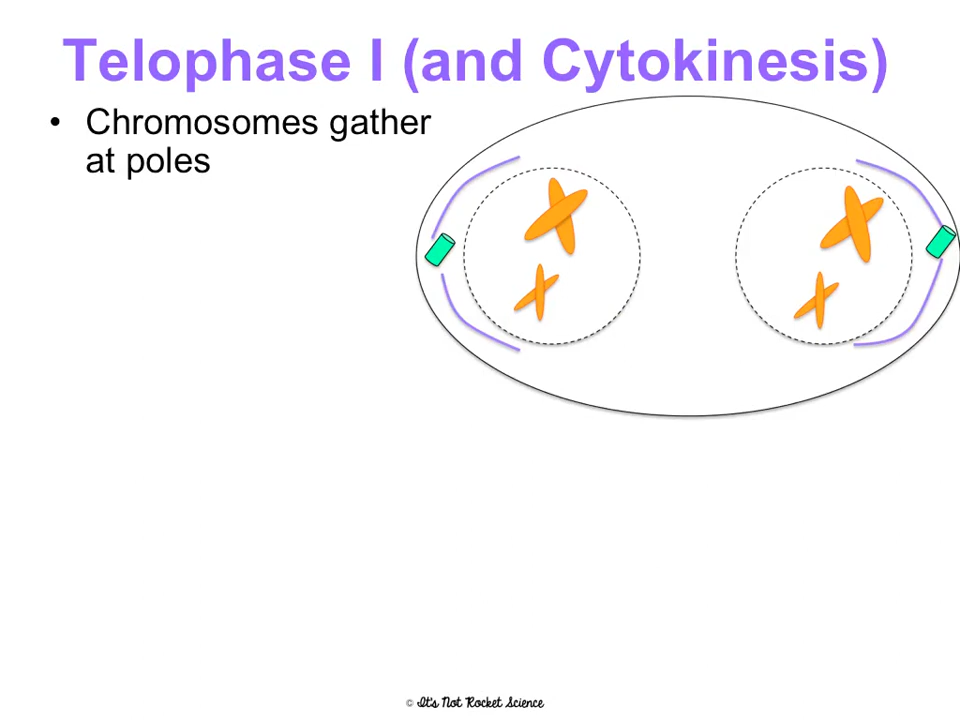 Telophase I (and Cytokinesis)
• Chromosomes gather
at poles
© It's Not Rocket Science